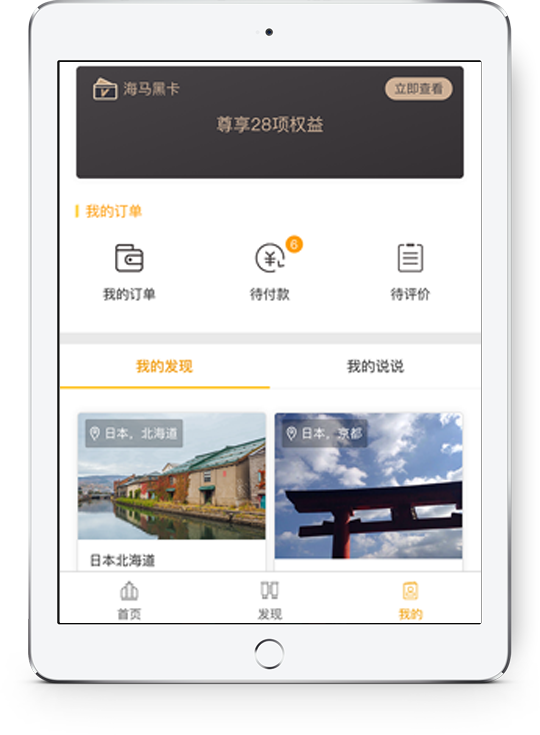 海马黑卡
立即查看
尊享28项权益
我的订单
6
我的订单
待付款
待评价
我的发现
我的说说
日本，北海道
日本，京都
日本北海道
首页
发现
我的